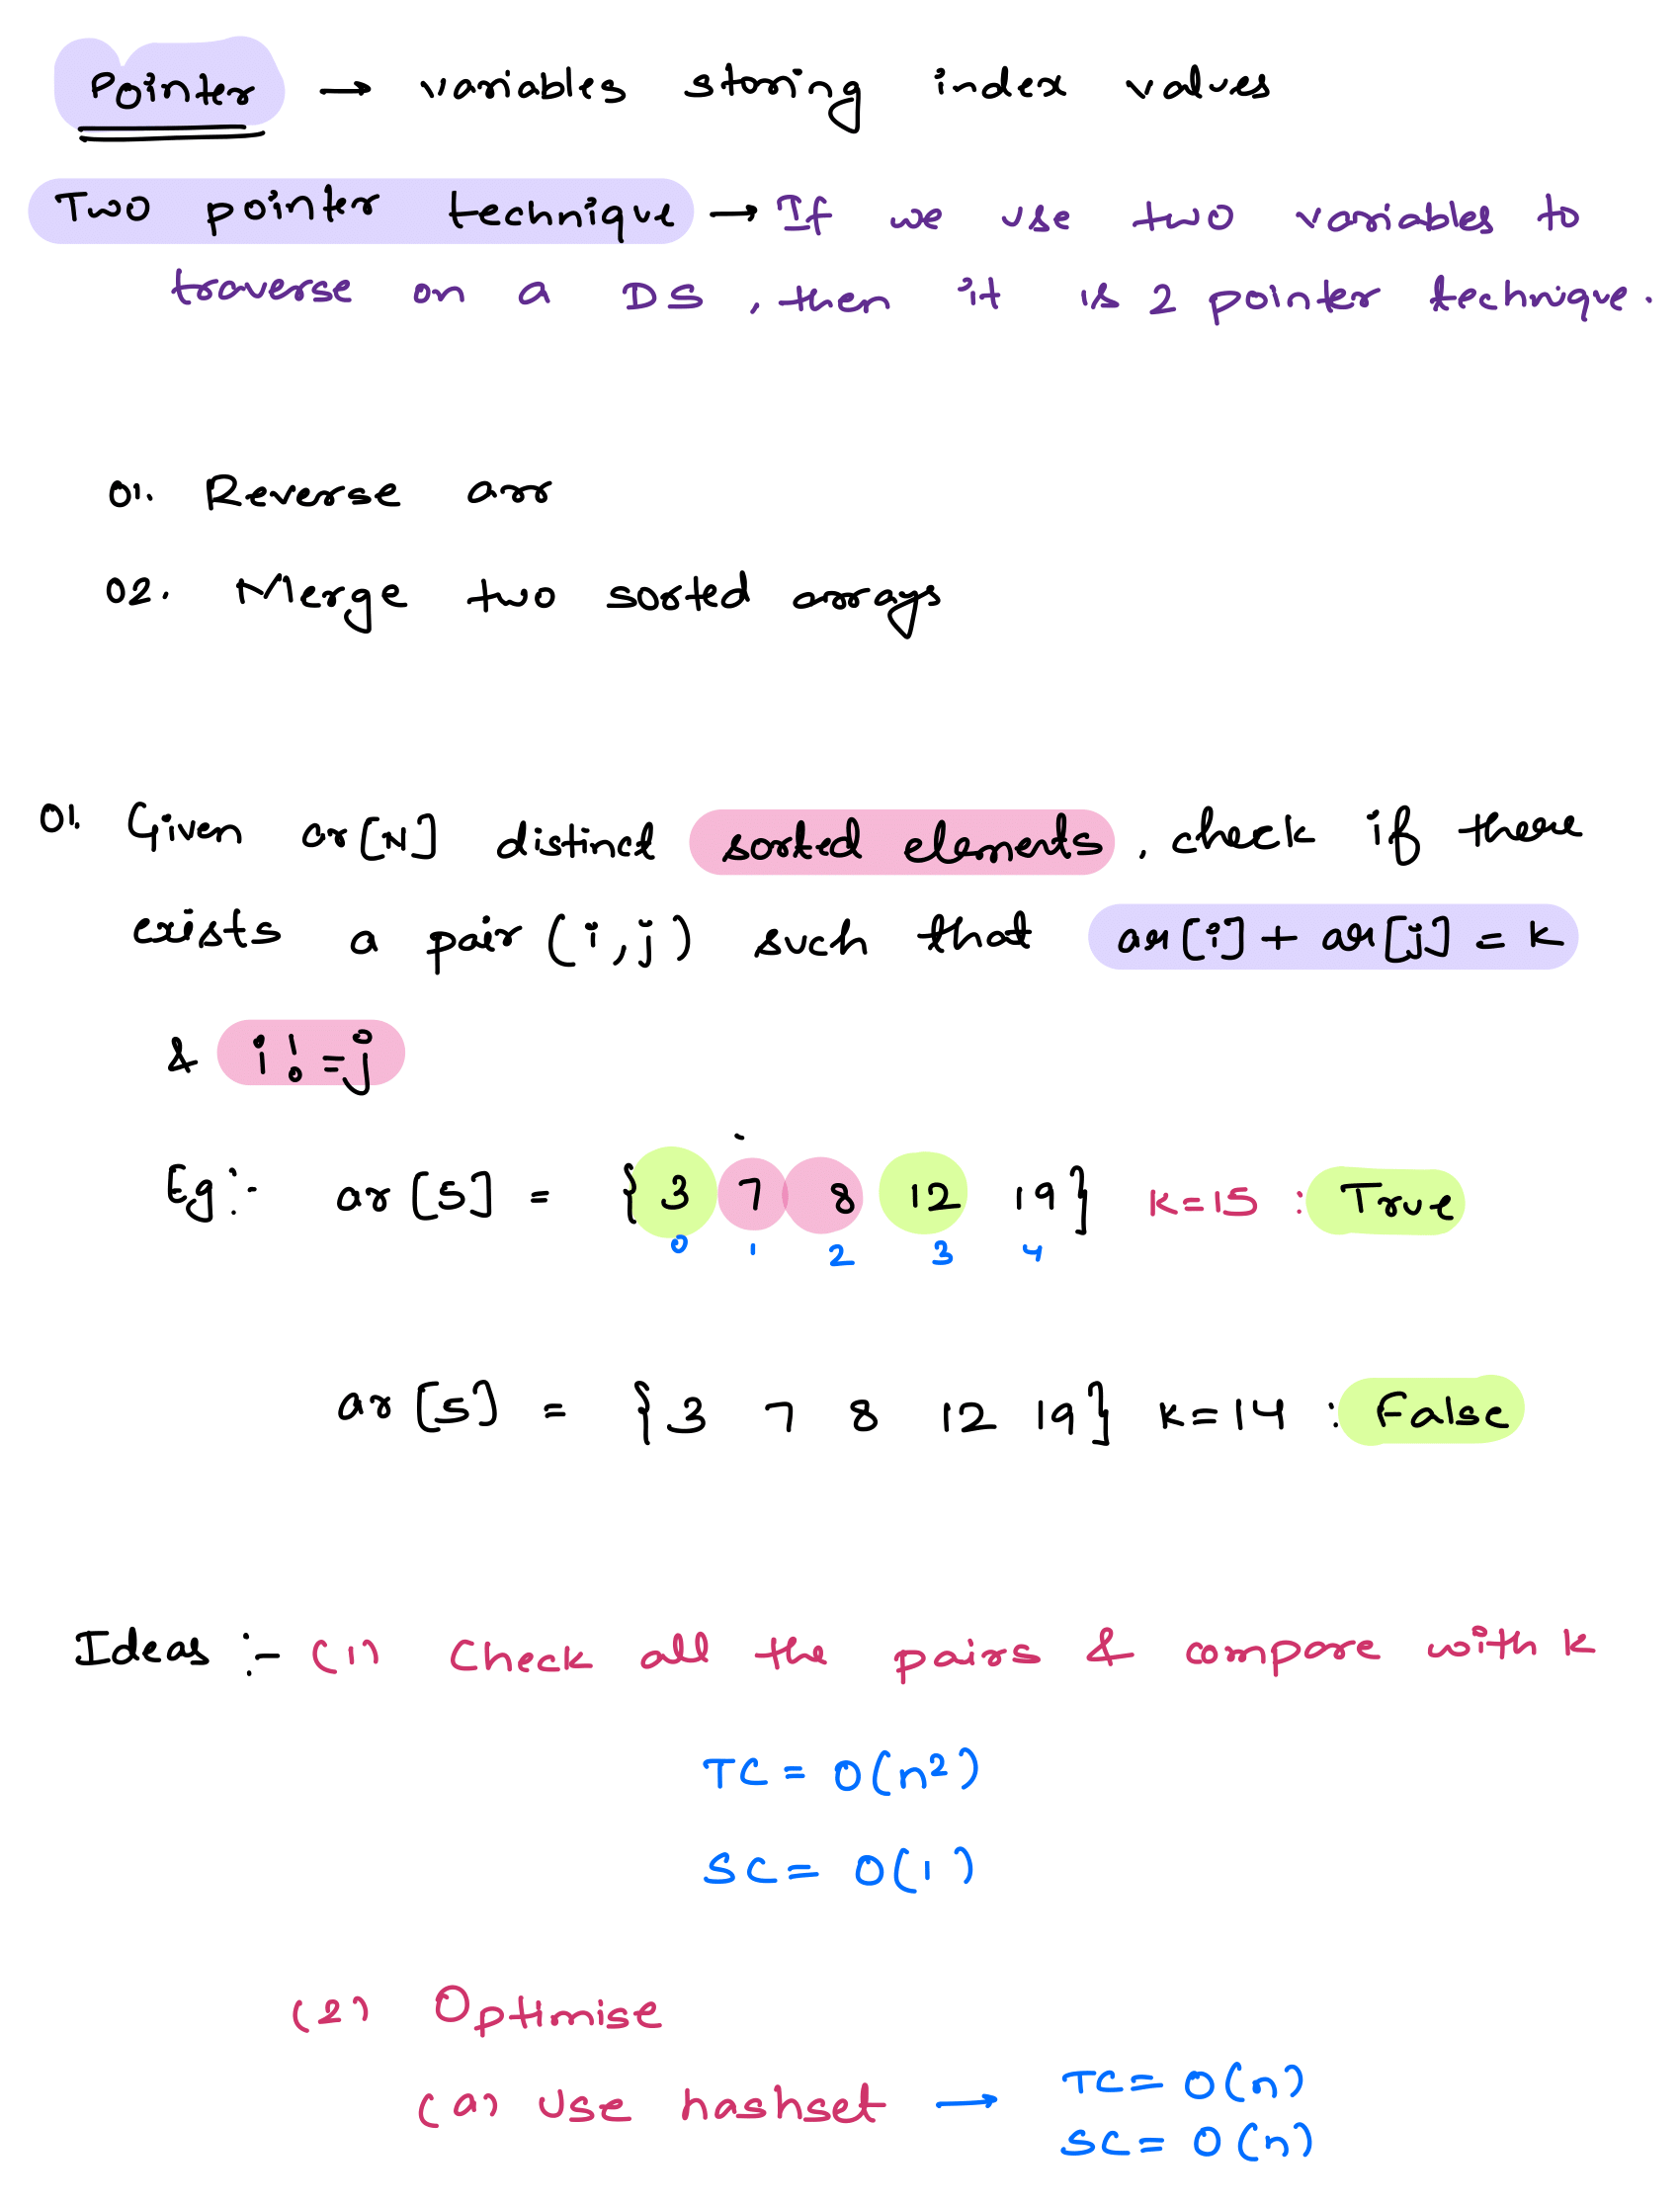 Pointer → variables storing index values
Two pointer technique → If we use two variables to
traverse on a DS , then it is 2 pointer technique.
01. Reverse arr
02. Merge two sorted arrays
01. Given ar[N] distinct sorted elements , check if there
exists a pair (i,j) such that ar[i] + ar[j] = k
& i != j
Eg :- ar [5] = {3 7 8 12 19} K=15 : True
0 1 2 3 4
ar [5] = {3 7 8 12 19} k=14 : False
Ideas :- (1) Check all the pairs & compare with k
TC = O(n²)
SC = O(1)
(2) Optimise
(a) Use hashset → TC = O(n)
SC = O(n)